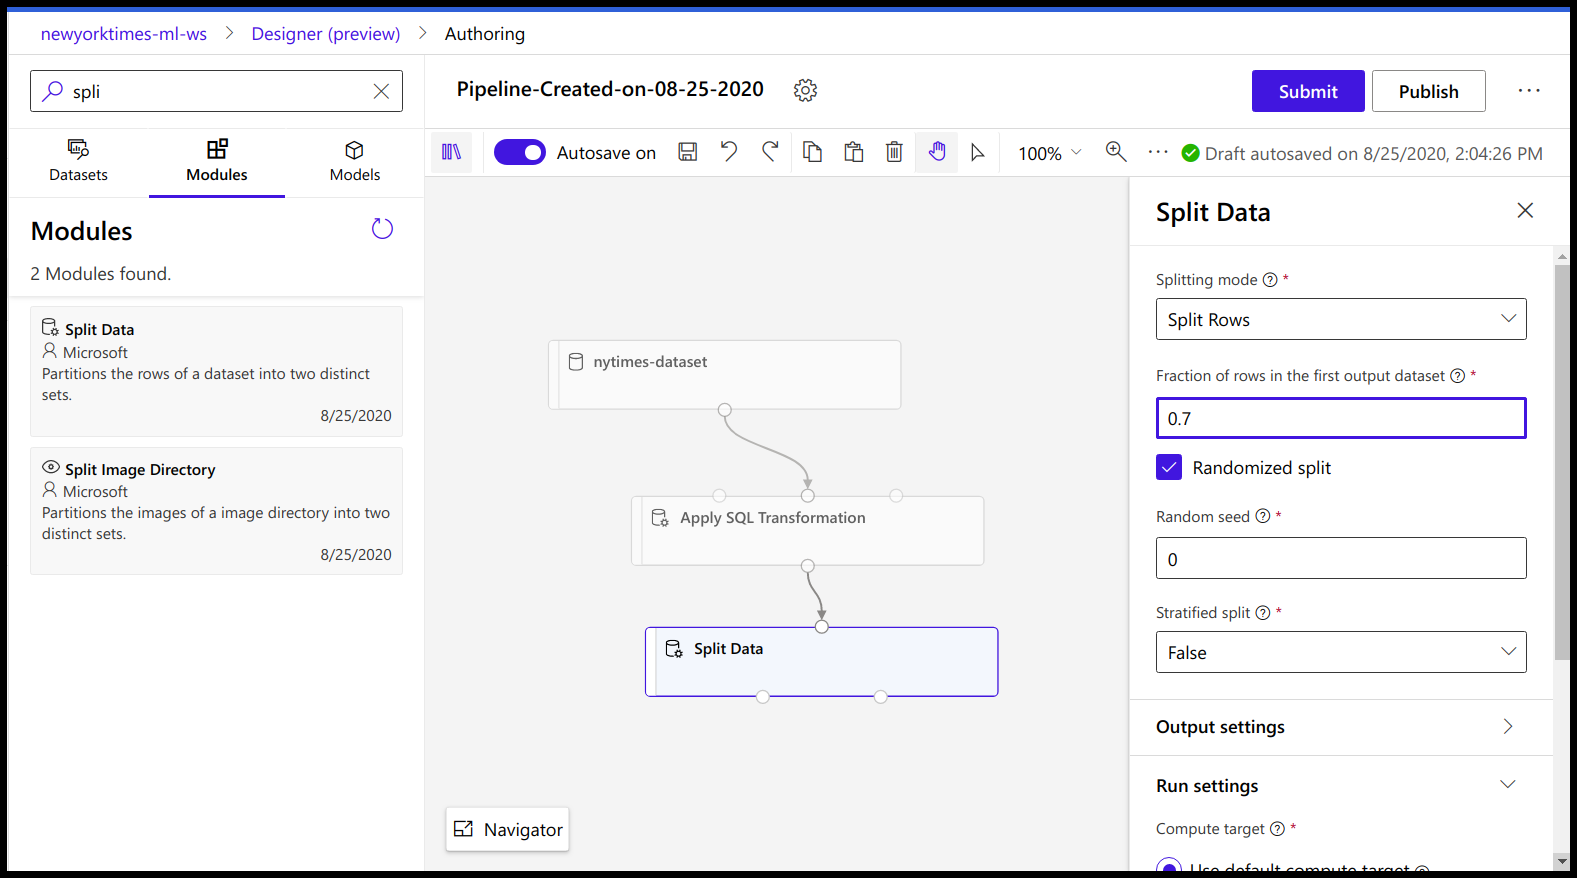 newyorktimes-ml-ws > Designer (preview) > Authoring
spli
Datasets
Modules
Models
Modules
2 Modules found.
Split Data
Microsoft
Partitions the rows of a dataset into two distinct
sets.
8/25/2020
Split Image Directory
Microsoft
Partitions the images of a image directory into two
distinct sets.
8/25/2020
Pipeline-Created-on-08-25-2020
Submit
Publish
...
Autosave on
100%
...
Draft autosaved on 8/25/2020, 2:04:26 PM
nytimes-dataset
Apply SQL Transformation
Split Data
Navigator
Split Data
Splitting mode *
Split Rows
Fraction of rows in the first output dataset *
0.7
Randomized split
Random seed *
0
Stratified split *
False
Output settings
Run settings
Compute target *
Use default compute target